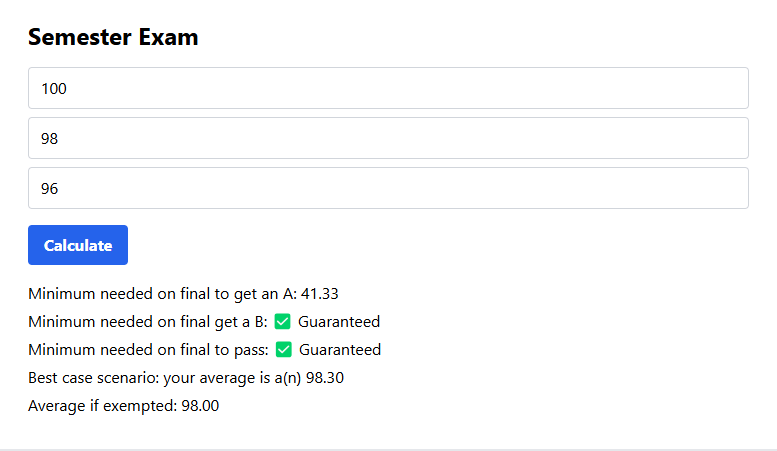 Semester Exam
100
98
96
Calculate
Minimum needed on final to get an A: 41.33
Minimum needed on final get a B: ✅ Guaranteed
Minimum needed on final to pass: ✅ Guaranteed
Best case scenario: your average is a(n) 98.30
Average if exempted: 98.00